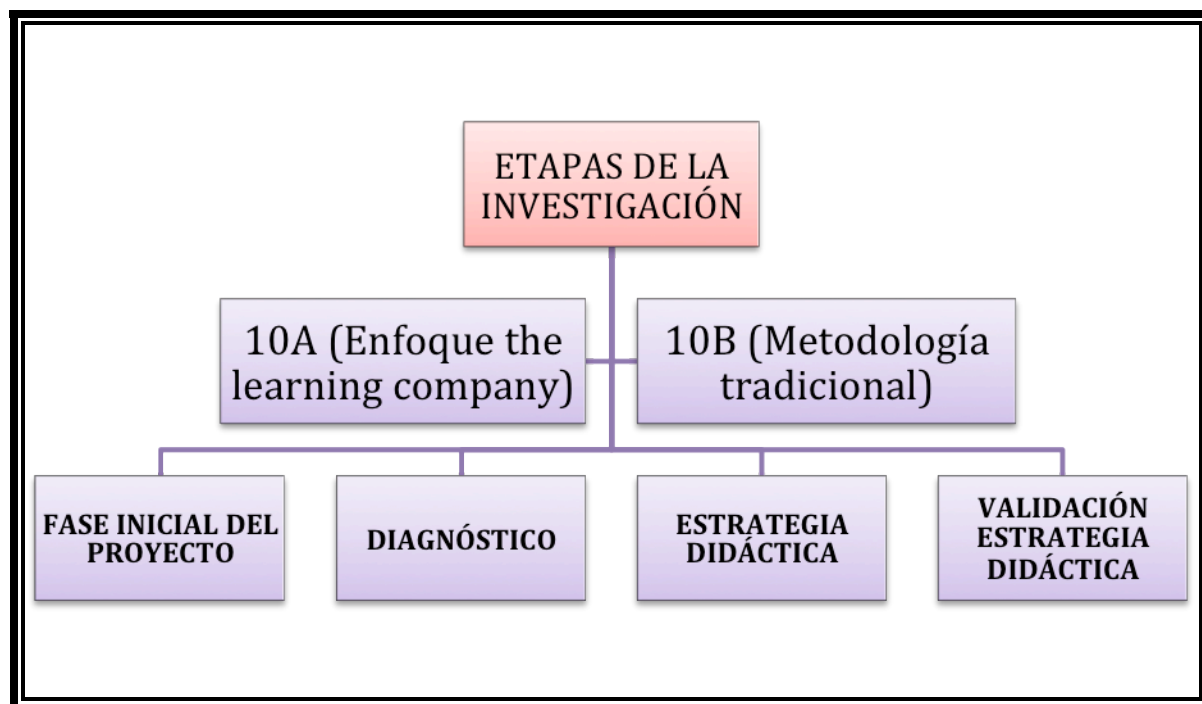 ETAPAS DE LA
INVESTIGACIÓN
10A (Enfoque the
learning company)
10B (Metodología
tradicional)
FASE INICIAL DEL
PROYECTO
DIAGNÓSTICO
ESTRATEGIA
DIDÁCTICA
VALIDACIÓN
ESTRATEGIA
DIDÁCTICA